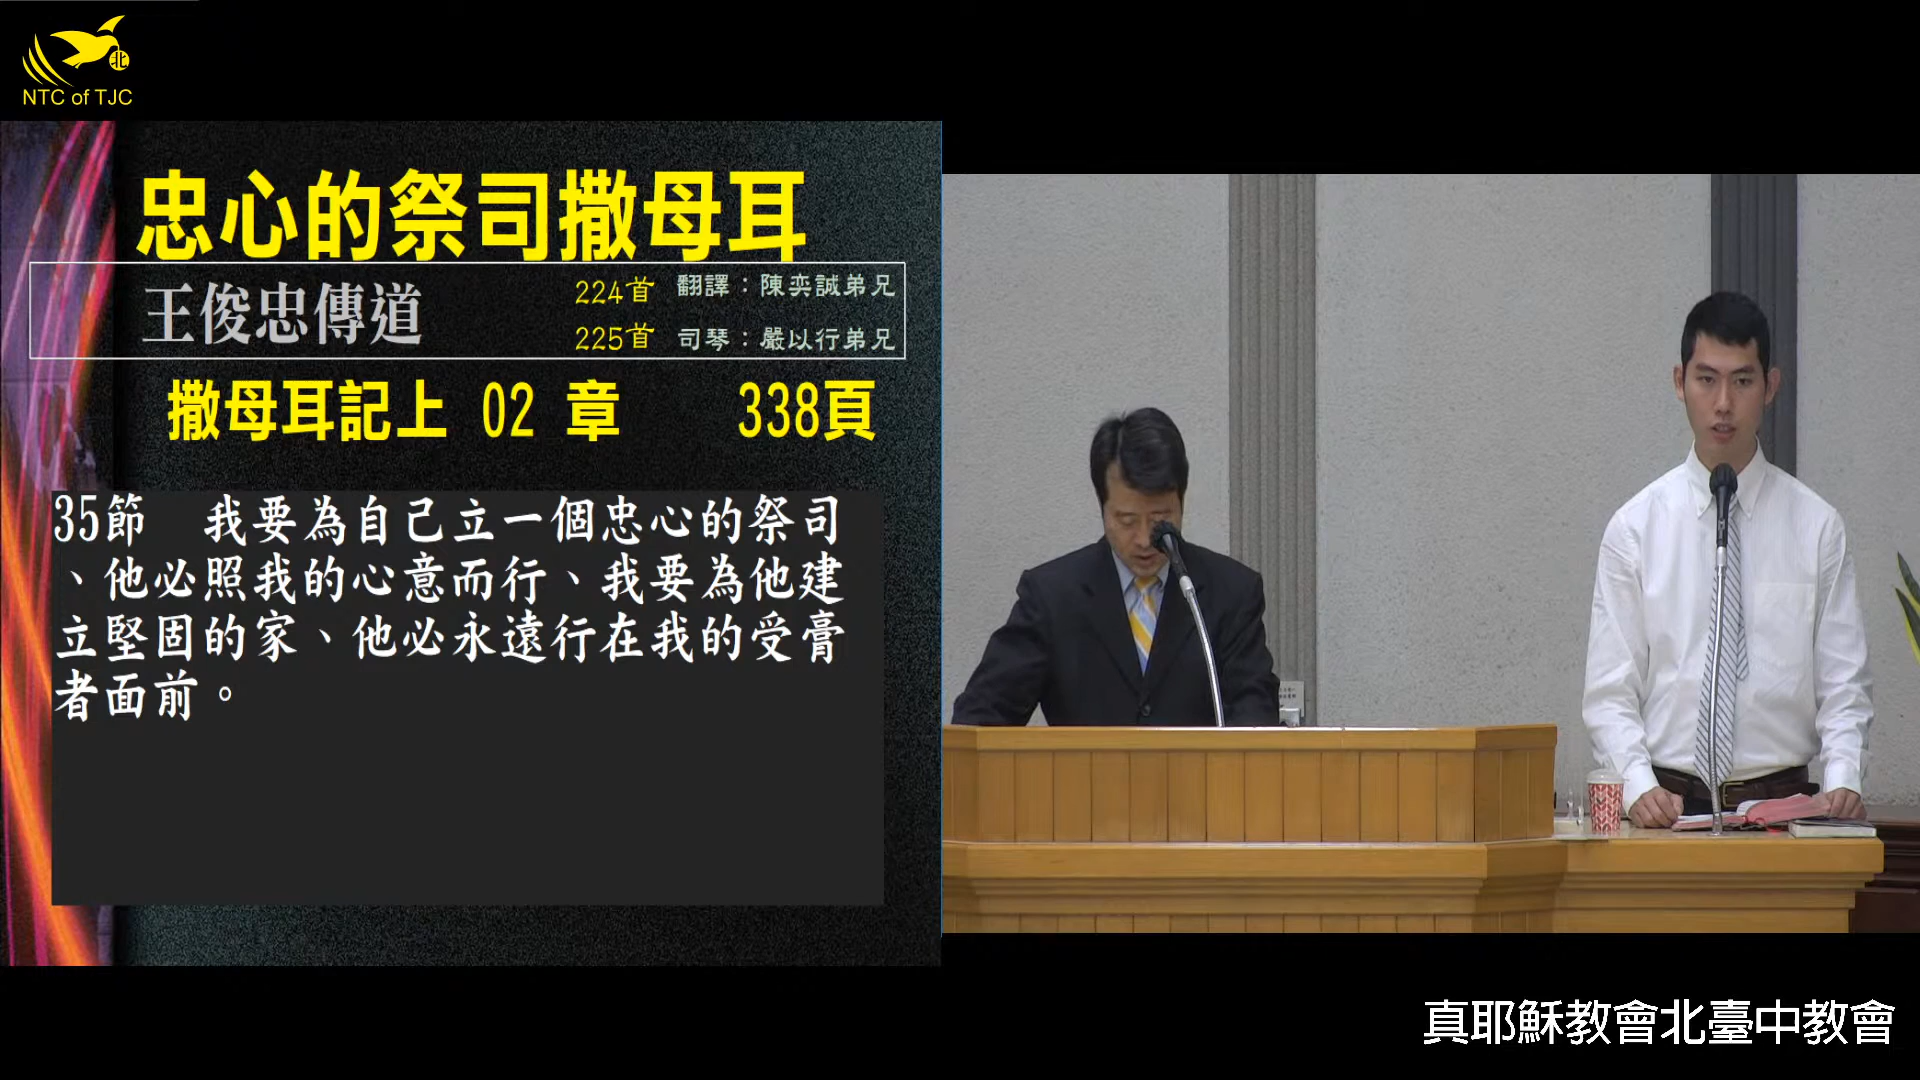 北
NTC of TJC
忠心的祭司撒母耳
王俊忠傳道
224首 翻譯：陳奕誠弟兄
225首 司琴：嚴以行弟兄
撒母耳記上 02 章 338頁
35節 我要為自己立一個忠心的祭司
、他必照我的心意而行、我要為他建
立堅固的家、他必永遠行在我的受膏
者面前。
真耶穌教會北臺中教會